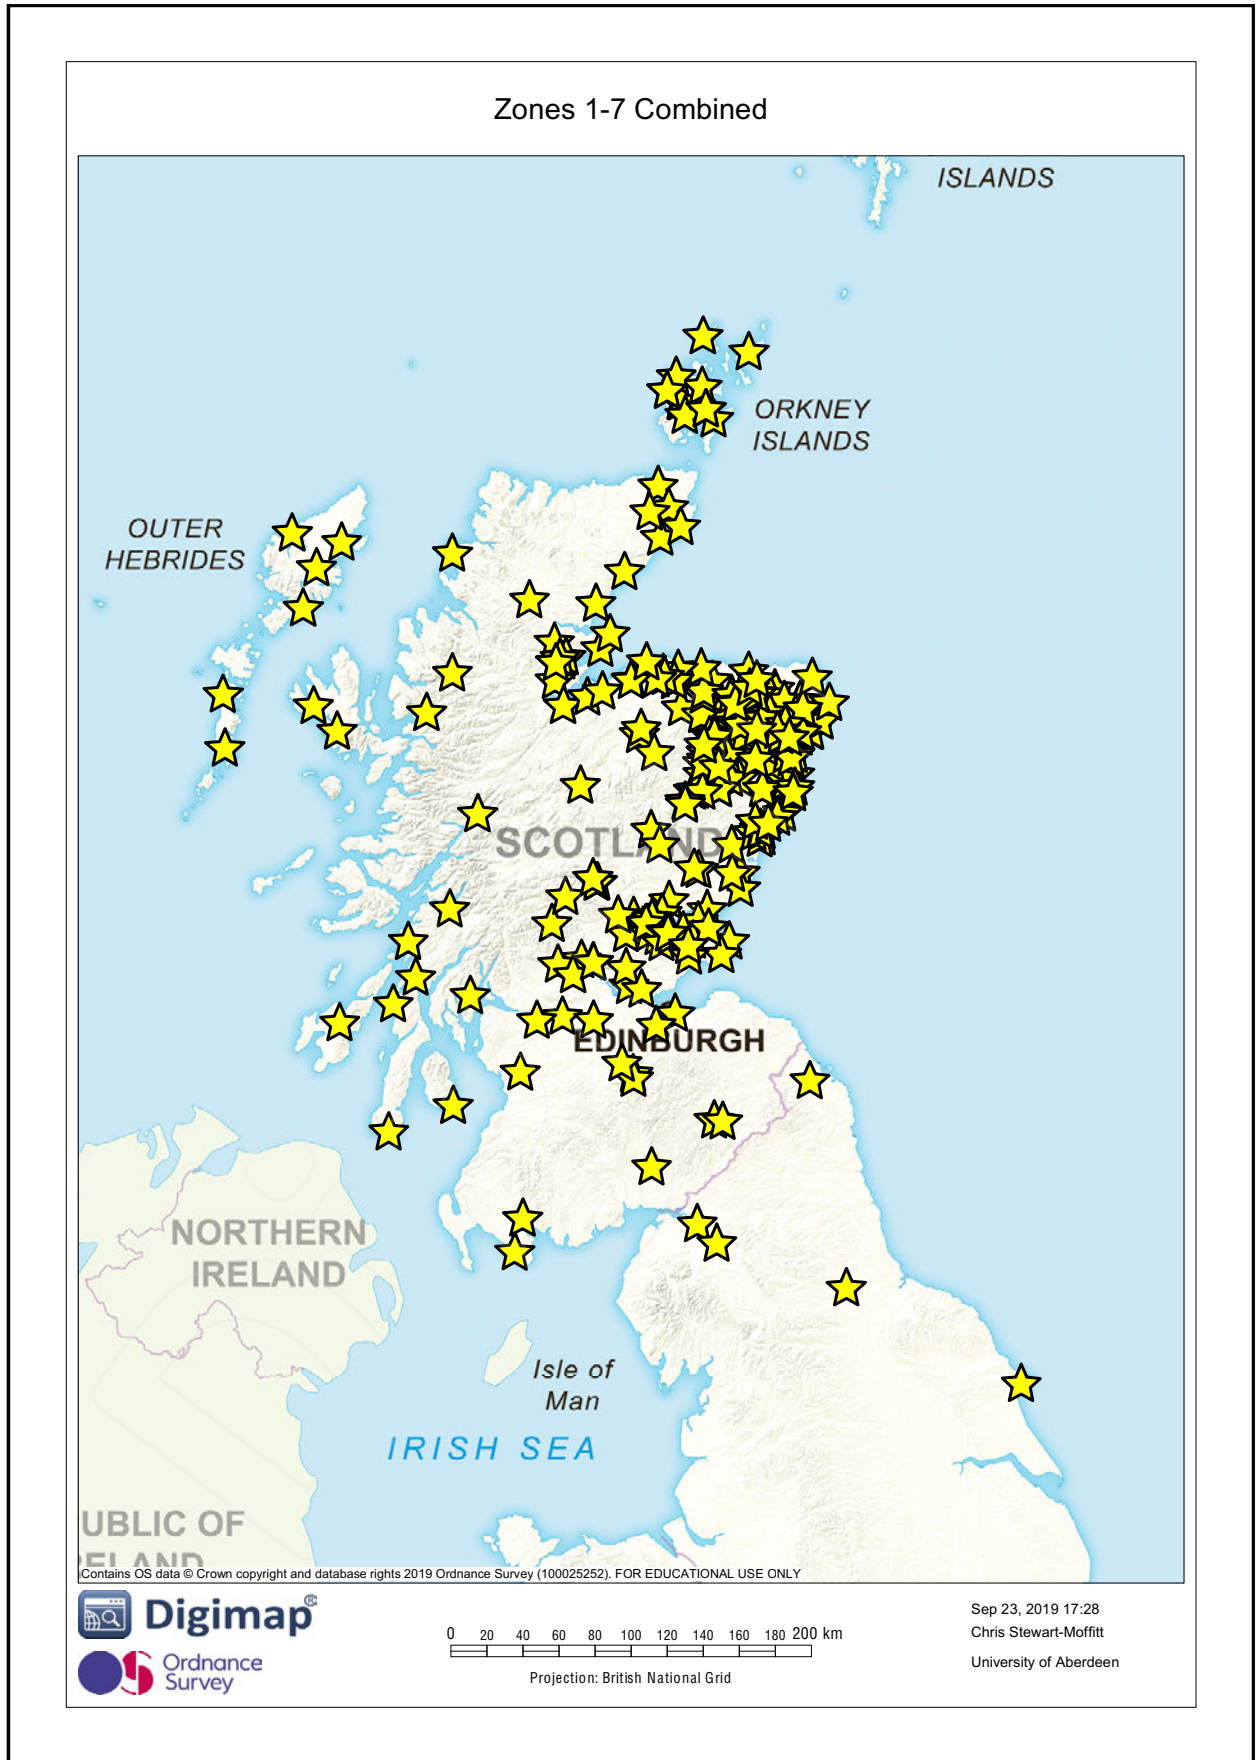 Zones 1-7 Combined
ISLANDS
ORKNEY
ISLANDS
OUTER
HEBRIDES
SCOTLAND
EDINBURGH
NORTHERN
IRELAND
Isle of
Man
IRISH SEA
UBLIC OF
ELAND
Contains OS data © Crown copyright and database rights 2019 Ordnance Survey (100025252). FOR EDUCATIONAL USE ONLY
Digimap®
Ordnance
Survey
0 20 40 60 80 100 120 140 160 180 200 km
Projection: British National Grid
Sep 23, 2019 17:28
Chris Stewart-Moffitt
University of Aberdeen